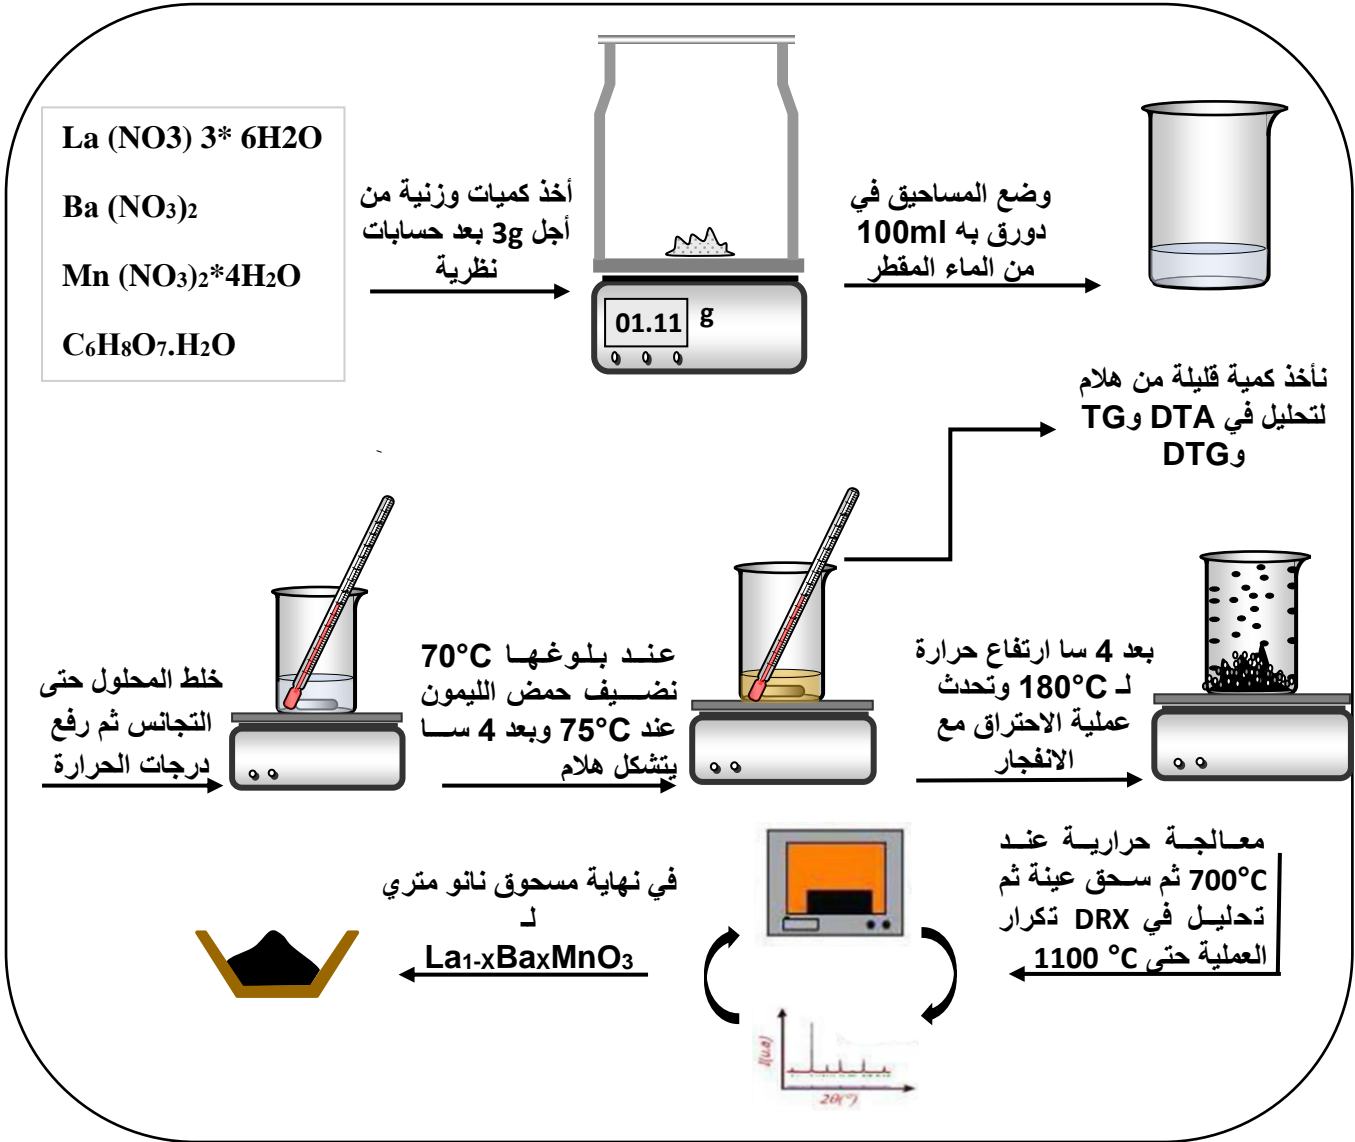 La (NO3) 3* 6H2O
Ba (NO₃)₂
Mn (NO₃)₂*4H₂O
C₆H₈O₇.H₂O
أخذ كميات وزنية من
أجل 3g بعد حسابات
نظرية
01.11 g
وضع المساحيق في
دورق به 100ml
من الماء المقطر
نأخذ كمية قليلة من هلام
لتحليل في DTA وTG
وDTG
خلط المحلول حتى
التجانس ثم رفع
درجات الحرارة
عند بلوغها 70°C
نضيف حمض الليمون
عند 75°C وبعد 4 سا
يتشكل هلام
بعد 4 سا ارتفاع حرارة
لـ 180°C وتحدث
عملية الاحتراق مع
الانفجار
معالجة حرارية عند
700°C ثم سحق عينة ثم
تحليل في DRX تكرار
العملية حتى 1100 °C
I(u.a)
2θ(°)
في نهاية مسحوق نانو متري
لـ
La₁₋ₓBaₓMnO₃